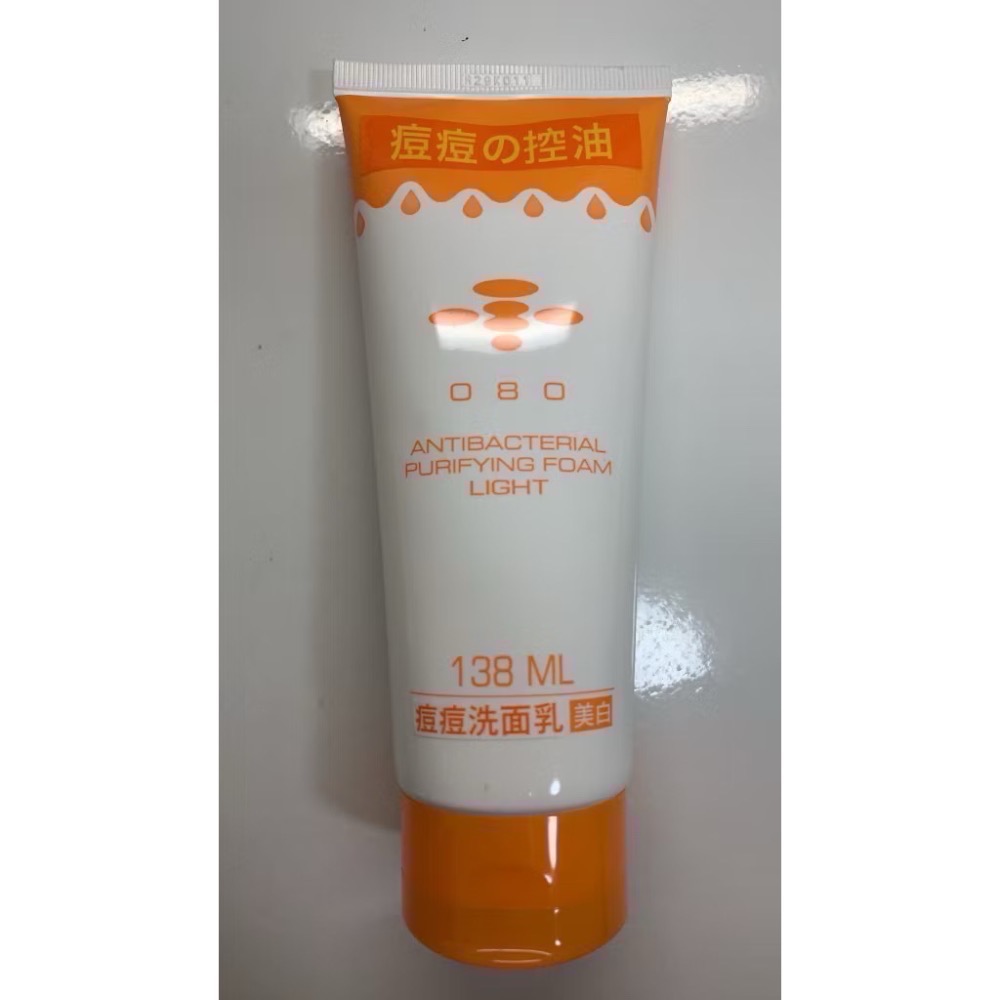 痘痘の控油
080
ANTIBACTERIAL
PURIFYING FOAM
LIGHT
138 ML
痘痘洗面乳 美白